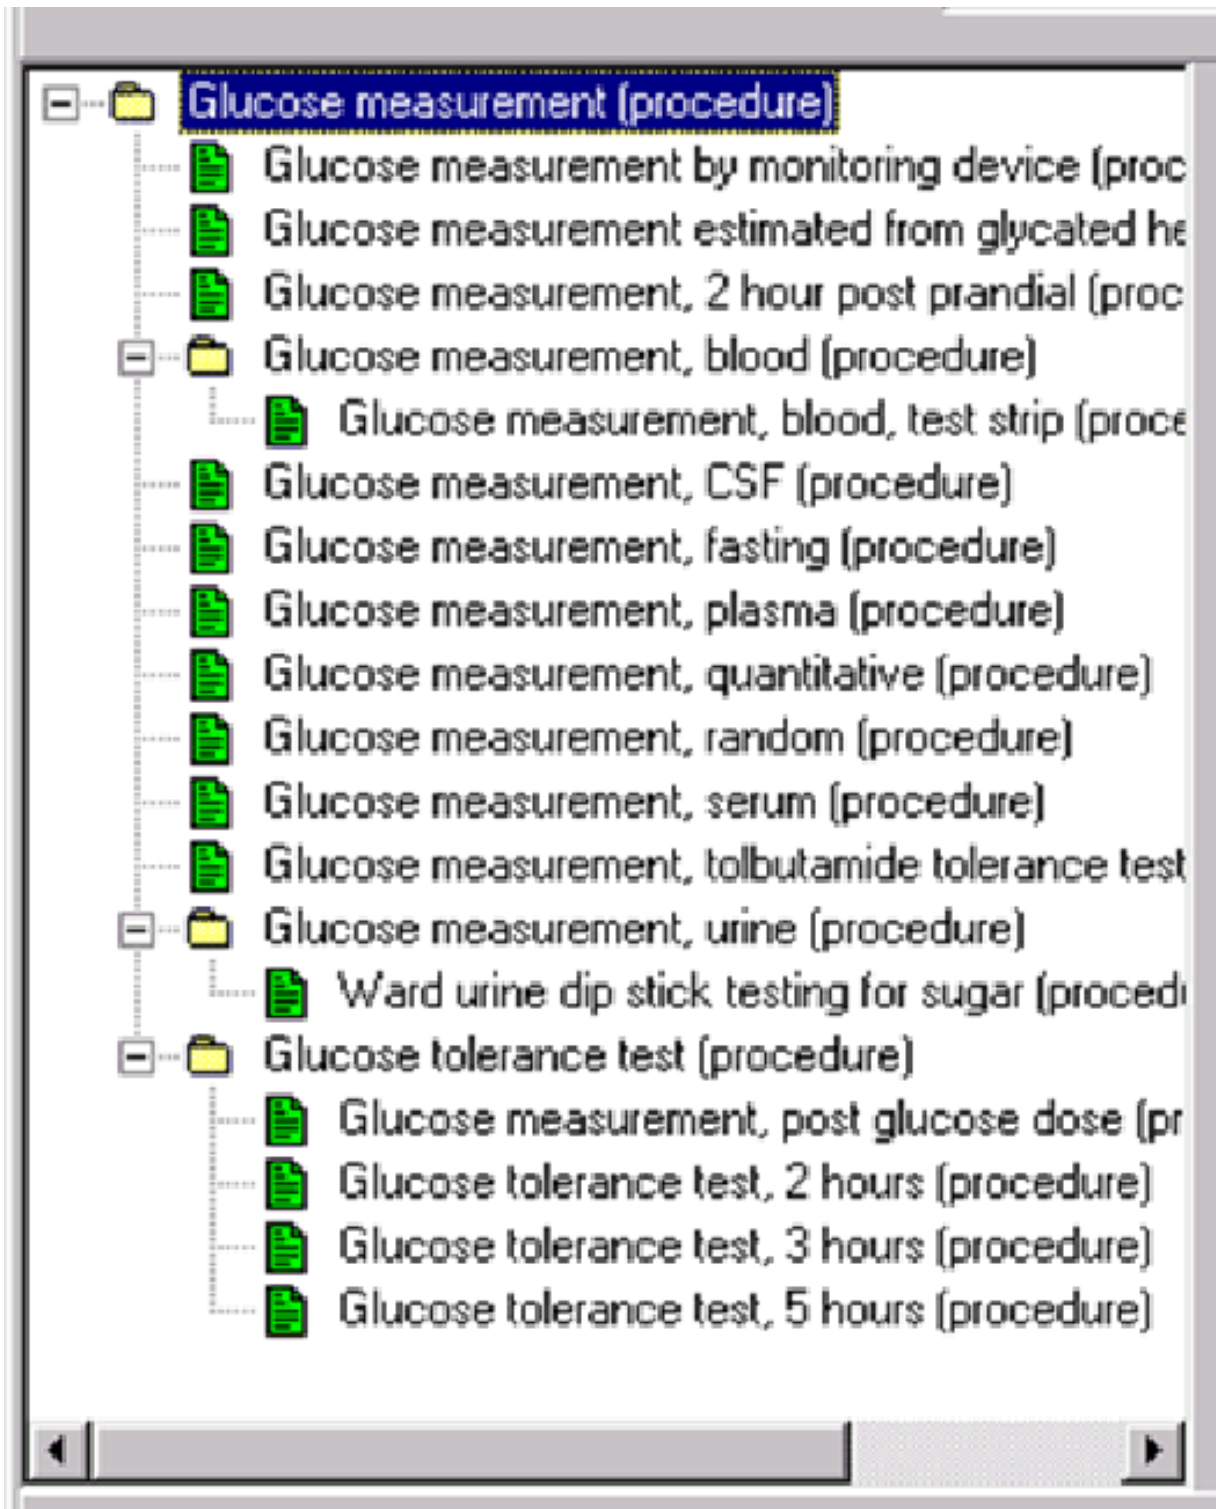 Glucose measurement (procedure)
Glucose measurement by monitoring device (proc
Glucose measurement estimated from glycated he
Glucose measurement, 2 hour post prandial (proc
Glucose measurement, blood (procedure)
Glucose measurement, blood, test strip (proce
Glucose measurement, CSF (procedure)
Glucose measurement, fasting (procedure)
Glucose measurement, plasma (procedure)
Glucose measurement, quantitative (procedure)
Glucose measurement, random (procedure)
Glucose measurement, serum (procedure)
Glucose measurement, tolbutamide tolerance test
Glucose measurement, urine (procedure)
Ward urine dip stick testing for sugar (procedu
Glucose tolerance test (procedure)
Glucose measurement, post glucose dose (pr
Glucose tolerance test, 2 hours (procedure)
Glucose tolerance test, 3 hours (procedure)
Glucose tolerance test, 5 hours (procedure)